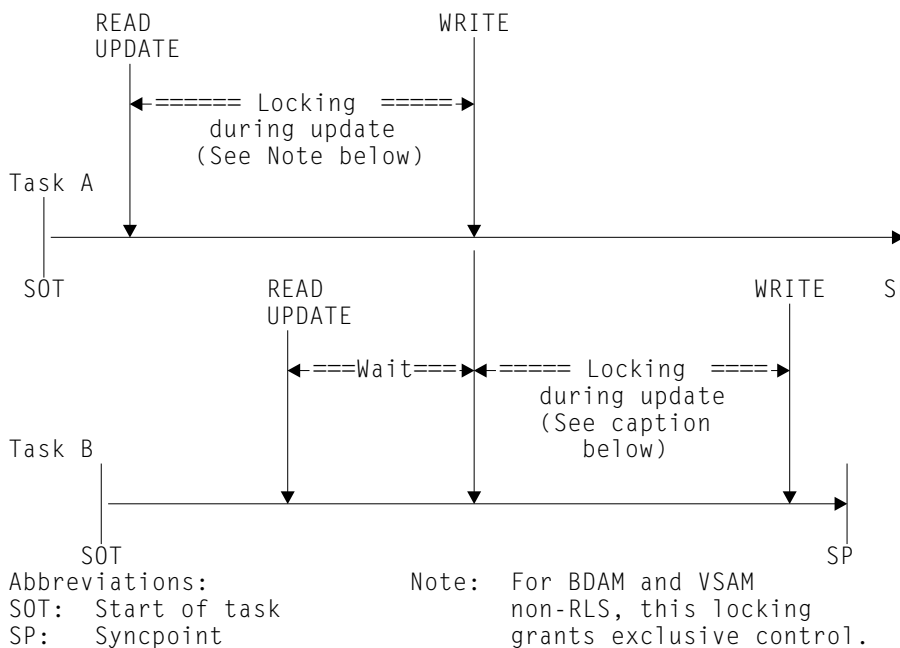 READ WRITE
UPDATE
====== Locking =====
during update
(See Note below)
Task A
SOT READ WRITE S
UPDATE
===Wait=== ===== Locking ====
during update
(See caption
below)
Task B
SOT SP
Abbreviations: Note: For BDAM and VSAM
SOT: Start of task non-RLS, this locking
SP: Syncpoint grants exclusive control.